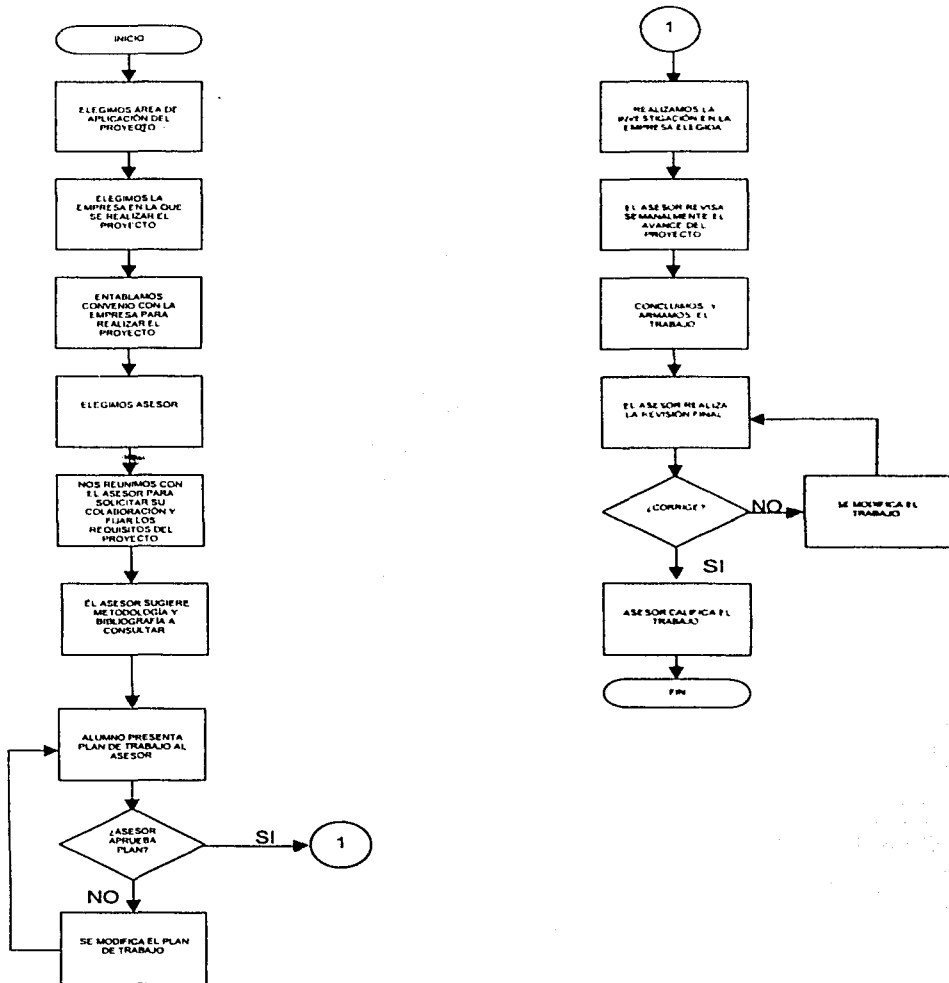 INICIO
ELEGIMOS ÁREA DE
APLICACIÓN DEL
PROYECTO
ELEGIMOS LA
EMPRESA EN LA QUE
SE REALIZAR EL
PROYECTO
ENTABLAMOS
CONVENIO CON LA
EMPRESA PARA
REALIZAR EL
PROYECTO
ELEGIMOS ASESOR
NOS REUNIMOS CON
EL ASESOR PARA
SOLICITAR SU
COLABORACIÓN Y
FIJAR LOS
REQUISITOS DEL
PROYECTO
EL ASESOR SUGIERE
METODOLOGÍA Y
BIBLIOGRAFÍA A
CONSULTAR
ALUMNO PRESENTA
PLAN DE TRABAJO AL
ASESOR
¿ASESOR
APRUEBA
PLAN?
SI
1
NO
SE MODIFICA EL PLAN
DE TRABAJO
1
REALIZAMOS LA
INVESTIGACIÓN EN LA
EMPRESA ELEGIDA
EL ASESOR REVISA
SEMANALMENTE EL
AVANCE DEL
PROYECTO
CONCLUIMOS Y
ARMAMOS EL
TRABAJO
EL ASESOR REALIZA
LA REVISIÓN FINAL
¿CORRIGE?
NO
SE MODIFICA EL
TRABAJO
SI
ASESOR CALIFICA EL
TRABAJO
FIN